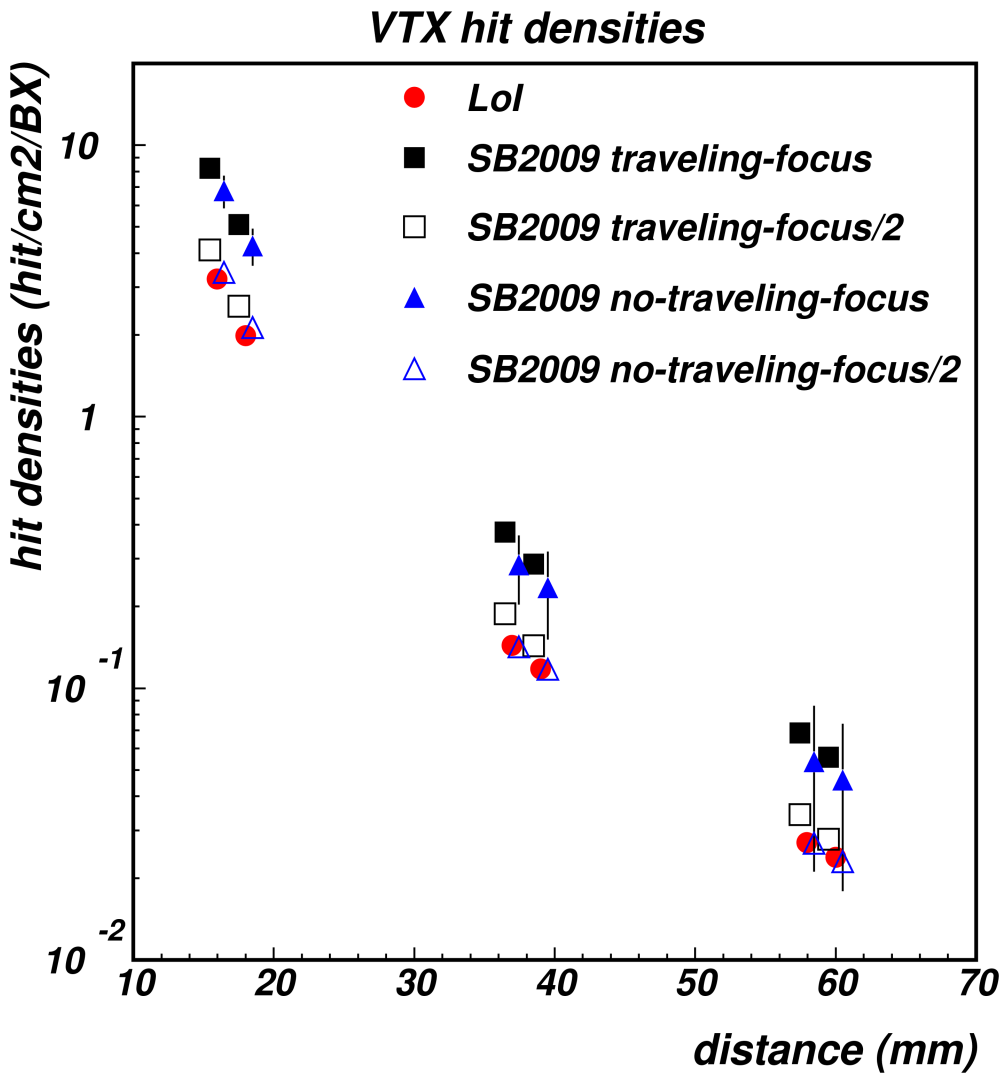 VTX hit densities
hit densities (hit/cm2/BX)
LoI
SB2009 traveling-focus
SB2009 traveling-focus/2
SB2009 no-traveling-focus
SB2009 no-traveling-focus/2
10
1
10 -1
10 -2
10 20 30 40 50 60 70
distance (mm)